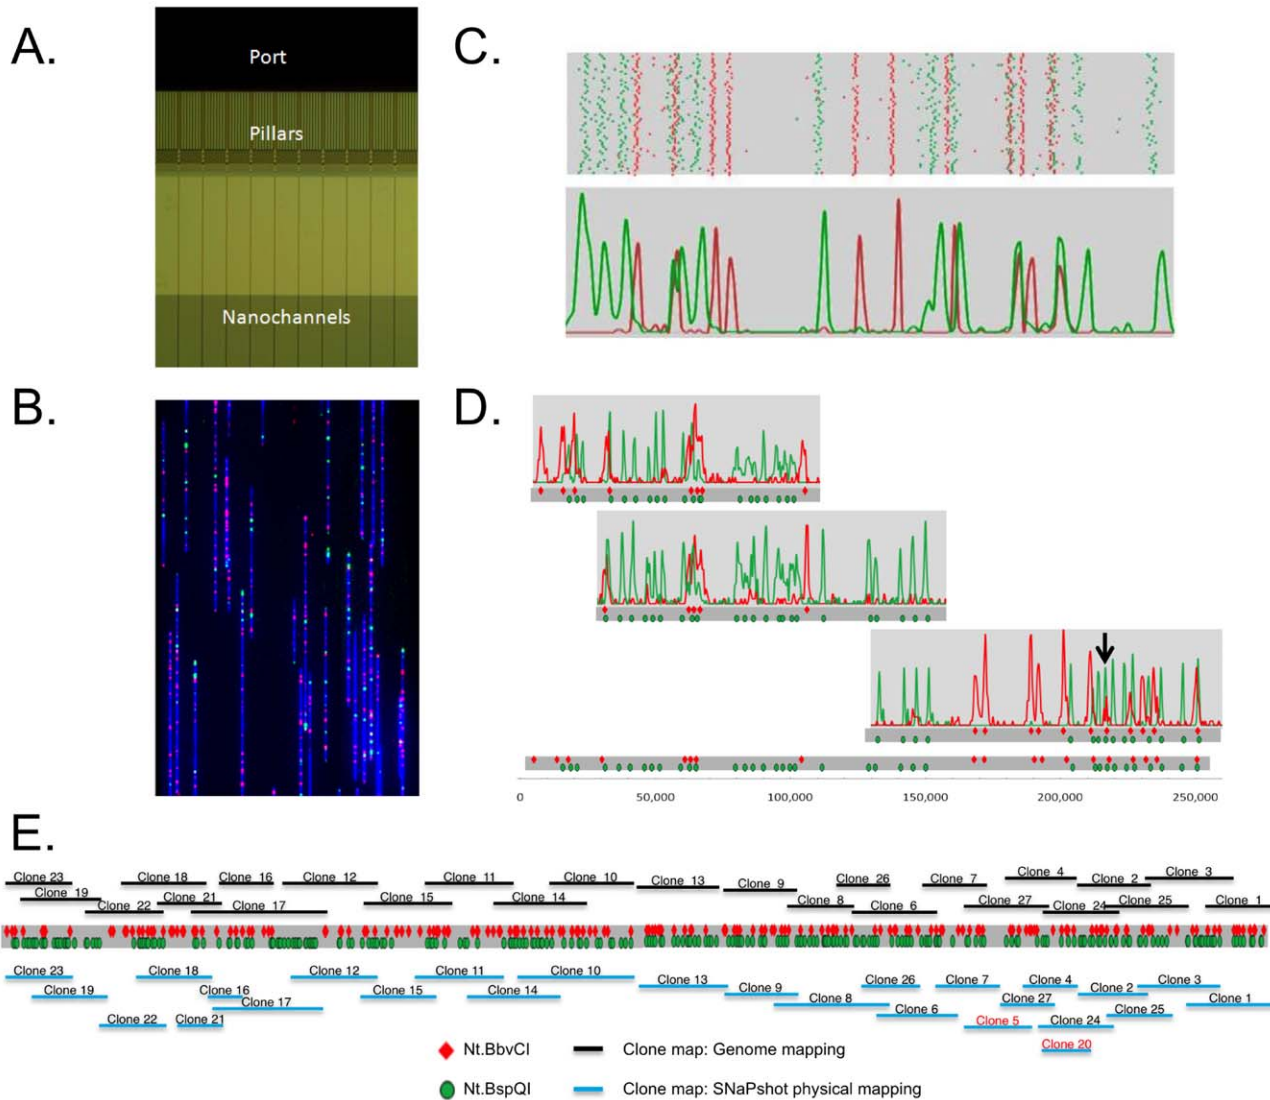 A.
Port
Pillars
Nanochannels
B.
C.
D.
0 50,000 100,000 150,000 200,000 250,000
E.
Clone 23 Clone 18 Clone 16 Clone 12 Clone 11 Clone 10 Clone 13 Clone 9 Clone 26 Clone 7 Clone 4 Clone 2 Clone 3
Clone 19 Clone 22 Clone 21 Clone 17 Clone 15 Clone 14 Clone 8 Clone 6 Clone 27 Clone 24 Clone 25 Clone 1
Clone 23 Clone 18 Clone 12 Clone 11 Clone 10 Clone 13 Clone 26 Clone 7 Clone 4 Clone 3
Clone 19 Clone 16 Clone 17 Clone 15 Clone 14 Clone 9 Clone 8 Clone 27 Clone 2 Clone 1
Clone 22 Clone 21 Clone 6 Clone 5 Clone 24 Clone 25
Clone 20
Nt.BbvCI Clone map: Genome mapping
Nt.BspQI Clone map: SNaPshot physical mapping